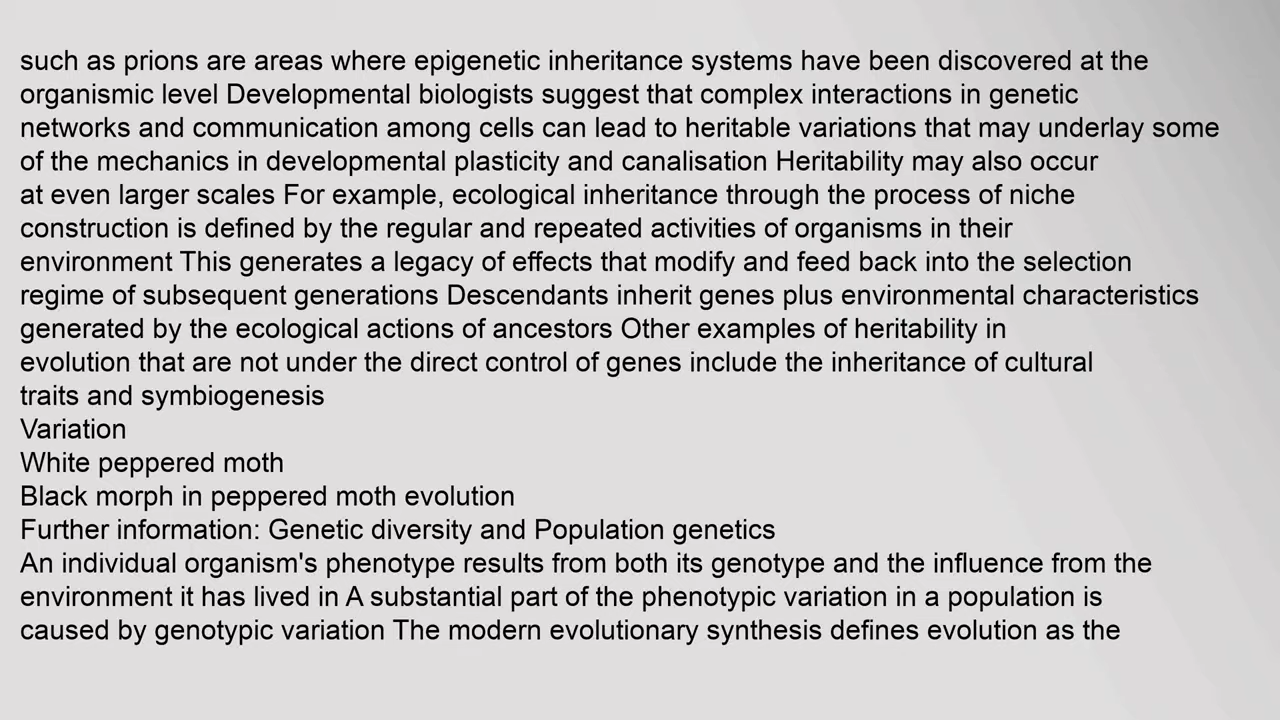 such as prions are areas where epigenetic inheritance systems have been discovered at the
organismic level Developmental biologists suggest that complex interactions in genetic
networks and communication among cells can lead to heritable variations that may underlay some
of the mechanics in developmental plasticity and canalisation Heritability may also occur
at even larger scales For example, ecological inheritance through the process of niche
construction is defined by the regular and repeated activities of organisms in their
environment This generates a legacy of effects that modify and feed back into the selection
regime of subsequent generations Descendants inherit genes plus environmental characteristics
generated by the ecological actions of ancestors Other examples of heritability in
evolution that are not under the direct control of genes include the inheritance of cultural
traits and symbiogenesis
Variation
White peppered moth
Black morph in peppered moth evolution
Further information: Genetic diversity and Population genetics
An individual organism's phenotype results from both its genotype and the influence from the
environment it has lived in A substantial part of the phenotypic variation in a population is
caused by genotypic variation The modern evolutionary synthesis defines evolution as the